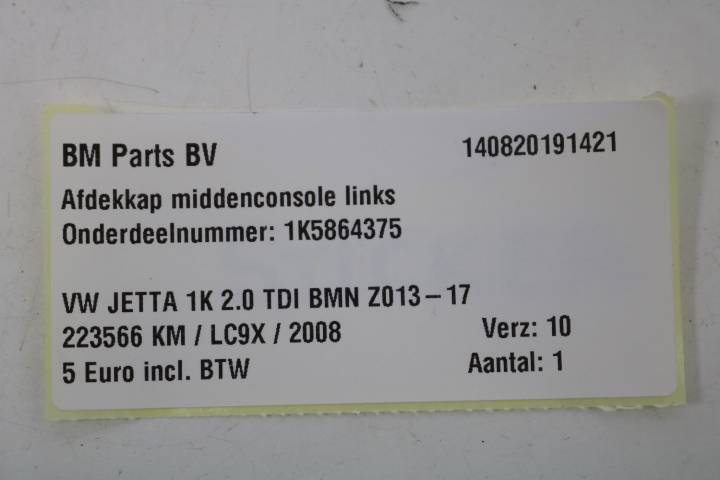 BM Parts BV 140820191421
Afdekkap middenconsole links
Onderdeelnummer: 1K5864375
VW JETTA 1K 2.0 TDI BMN Z013-17
223566 KM / LC9X / 2008 Verz: 10
5 Euro incl. BTW Aantal: 1